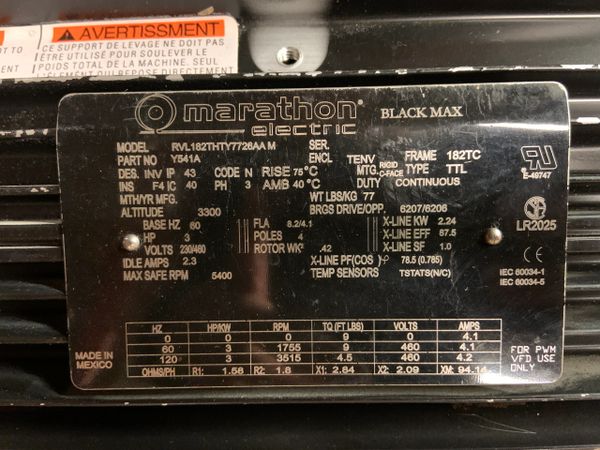 AVERTISSEMENT
CE SUPPORT DE LEVAGE NE DOIT PAS
ÊTRE UTILISÉ POUR SOULEVER LE
POIDS TOTAL DE LA MACHINE. SEUL
marathon®
electric
BLACK MAX
MODEL RVL182THTY7726AA M SER.
PART NO Y541A ENCL TENV FRAME 182TC
DES. INV IP 43 CODE N RISE 75°C MTG. RIGID C-FACE TYPE TTL
INS F4 IC 40 PH 3 AMB 40°C DUTY CONTINUOUS
MTHYR MFG. WT LBS/KG 77
ALTITUDE 3300 BRGS DRIVE/OPP. 6207/6206
BASE HZ 60 FLA 8.2/4.1 X-LINE KW 2.24
HP 3 POLES 4 X-LINE EFF 87.5
VOLTS 230/460 ROTOR WK² .42 X-LINE SF 1.0
IDLE AMPS 2.3 X-LINE PF(COS) 78.5 (0.785)
MAX SAFE RPM 5400 TEMP SENSORS TSTATS(N/C)
E-49747
LR2025
CE
IEC 60034-1
IEC 60034-5
HZ HP/KW RPM TQ (FT LBS) VOLTS AMPS
0 0 0 9 0 4.1
60 3 1755 9 460 4.1
120 3 3515 4.5 460 4.2
OHMS/PH R1: 1.56 R2: 1.8 X1: 2.84 X2: 2.09 XM: 94.14
MADE IN
MEXICO
FOR PWM
VFD USE
ONLY